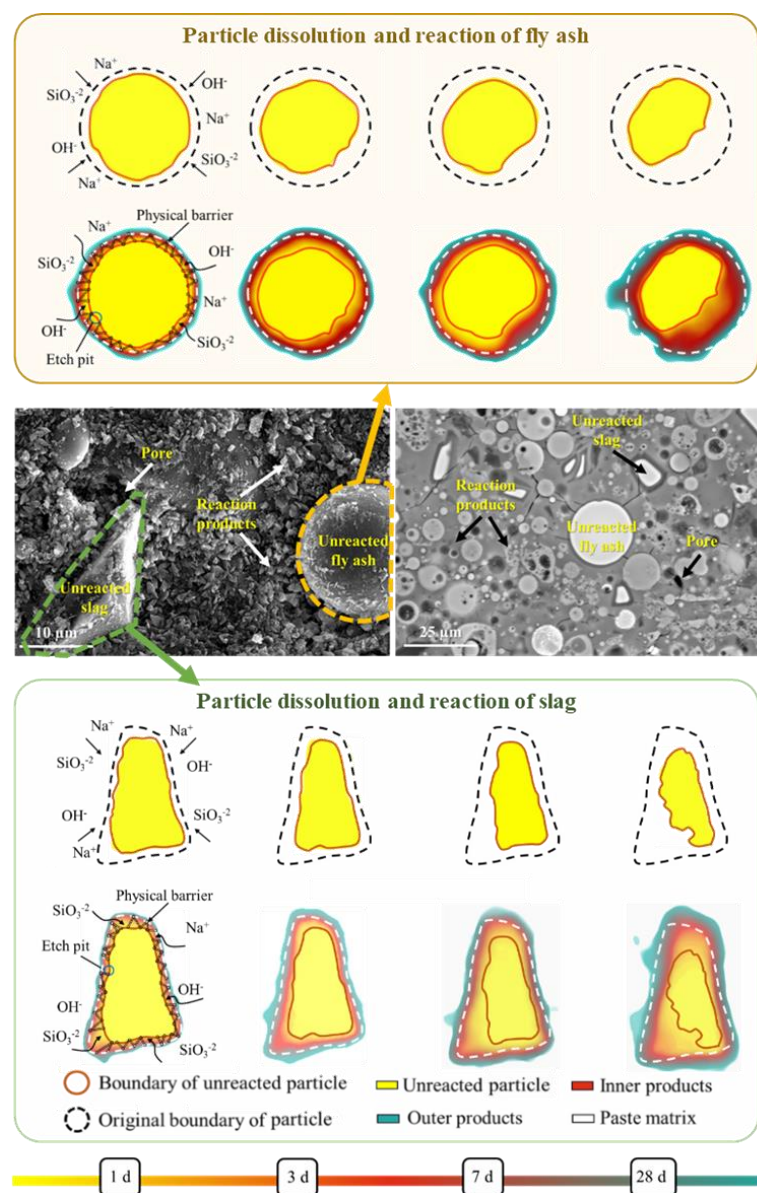 Particle dissolution and reaction of fly ash
Na⁺
SiO₃⁻²
OH⁻
Na⁺
OH⁻
SiO₃⁻²
Na⁺
Na⁺
Physical barrier
SiO₃⁻²
OH⁻
Na⁺
OH⁻
SiO₃⁻²
Etch pit
Pore
Reaction
products
Unreacted
fly ash
Unreacted
slag
10 μm
Unreacted
slag
Reaction
products
Unreacted
fly ash
Pore
25 μm
Particle dissolution and reaction of slag
Na⁺
Na⁺
SiO₃⁻²
OH⁻
OH⁻
SiO₃⁻²
Na⁺
Physical barrier
SiO₃⁻²
Na⁺
Etch pit
OH⁻
OH⁻
SiO₃⁻²
SiO₃⁻²
Boundary of unreacted particle
Unreacted particle
Inner products
Original boundary of particle
Outer products
Paste matrix
1 d
3 d
7 d
28 d